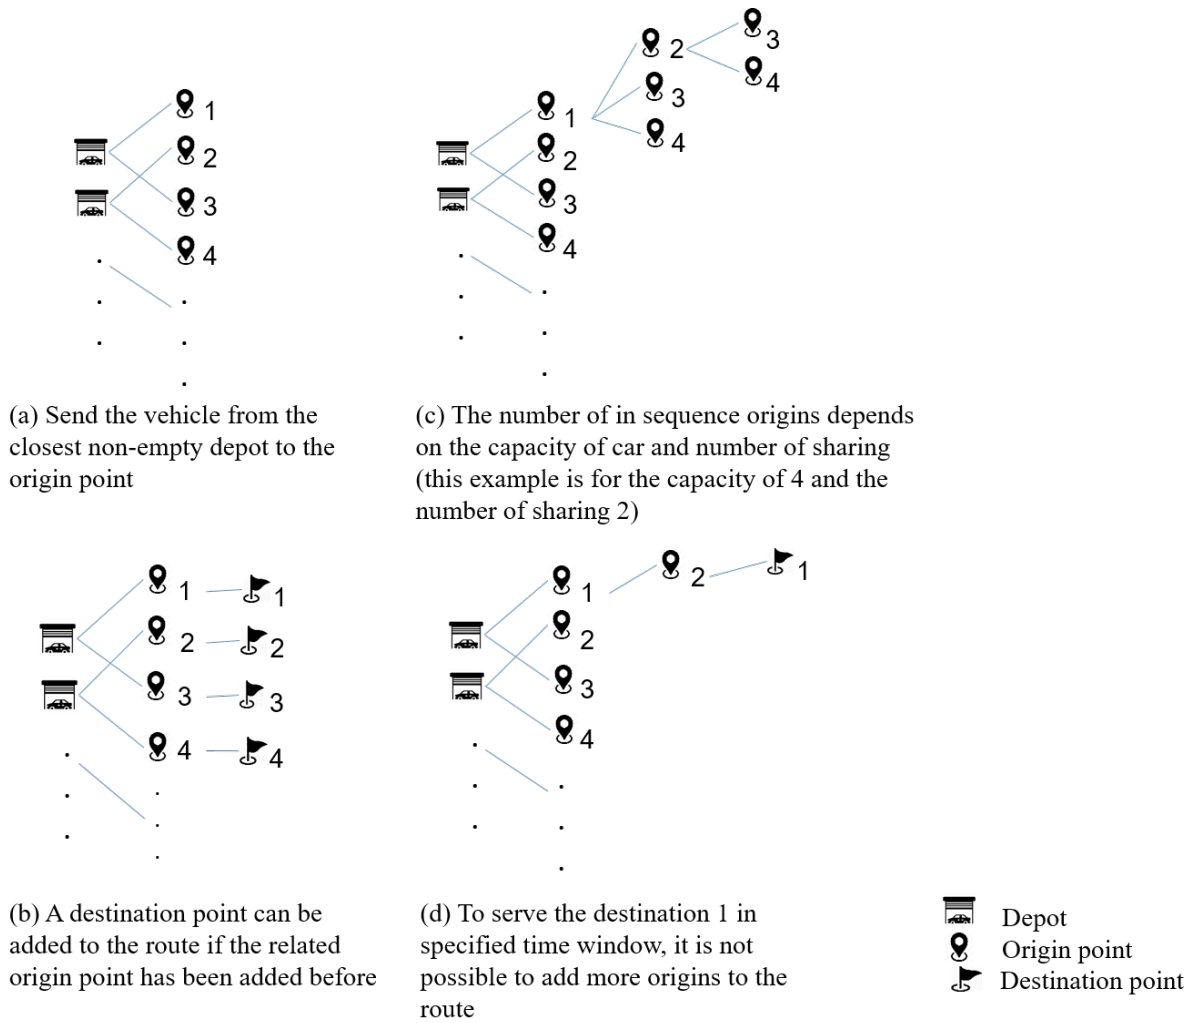 1
2
3
4
(a) Send the vehicle from the
closest non-empty depot to the
origin point
1
2
3
4
2
3
4
3
4
(c) The number of in sequence origins depends
on the capacity of car and number of sharing
(this example is for the capacity of 4 and the
number of sharing 2)
1 1
2 2
3 3
4 4
(b) A destination point can be
added to the route if the related
origin point has been added before
1 2 1
2
3
4
(d) To serve the destination 1 in
specified time window, it is not
possible to add more origins to the
route
Depot
Origin point
Destination point